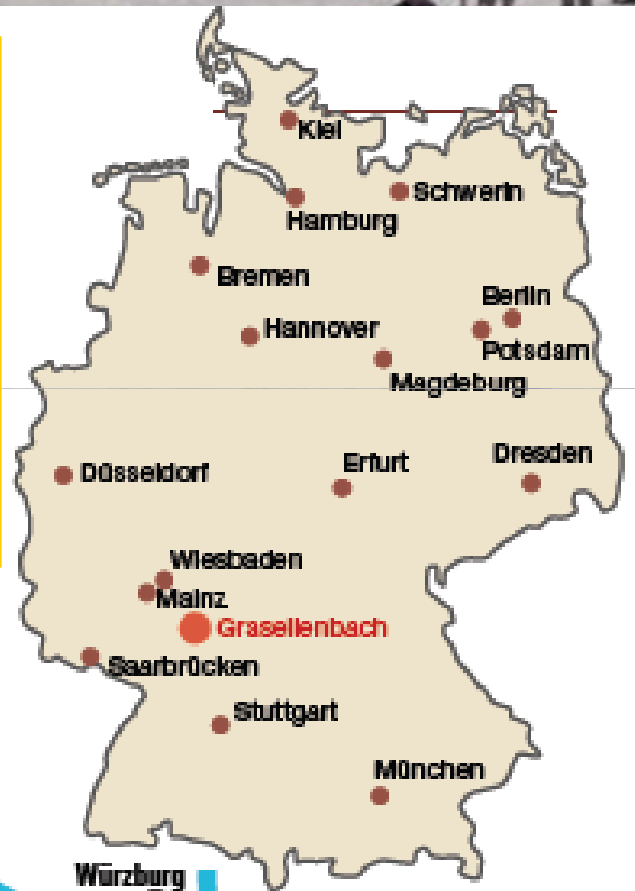 Kiel
Schwerin
Hamburg
Bremen
Berlin
Hannover
Potsdam
Magdeburg
Düsseldorf
Erfurt
Dresden
Wiesbaden
Mainz
Grasellenbach
Saarbrücken
Stuttgart
München
Würzburg